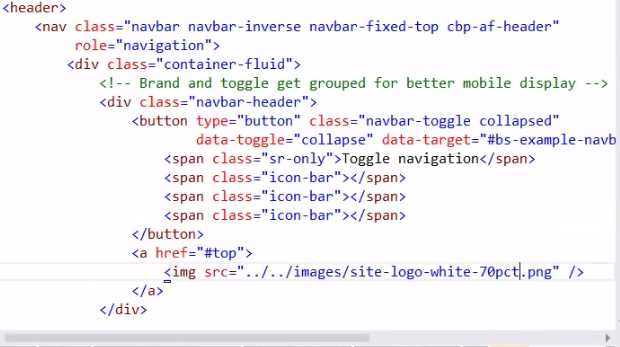 <header>
<nav class="navbar navbar-inverse navbar-fixed-top cbp-af-header"
role="navigation">
<div class="container-fluid">
<!-- Brand and toggle get grouped for better mobile display -->
<div class="navbar-header">
<button type="button" class="navbar-toggle collapsed"
data-toggle="collapse" data-target="#bs-example-navb
<span class="sr-only">Toggle navigation</span>
<span class="icon-bar"></span>
<span class="icon-bar"></span>
<span class="icon-bar"></span>
</button>
<a href="#top">
<img src="../../images/site-logo-white-70pct.png" />
</a>
</div>